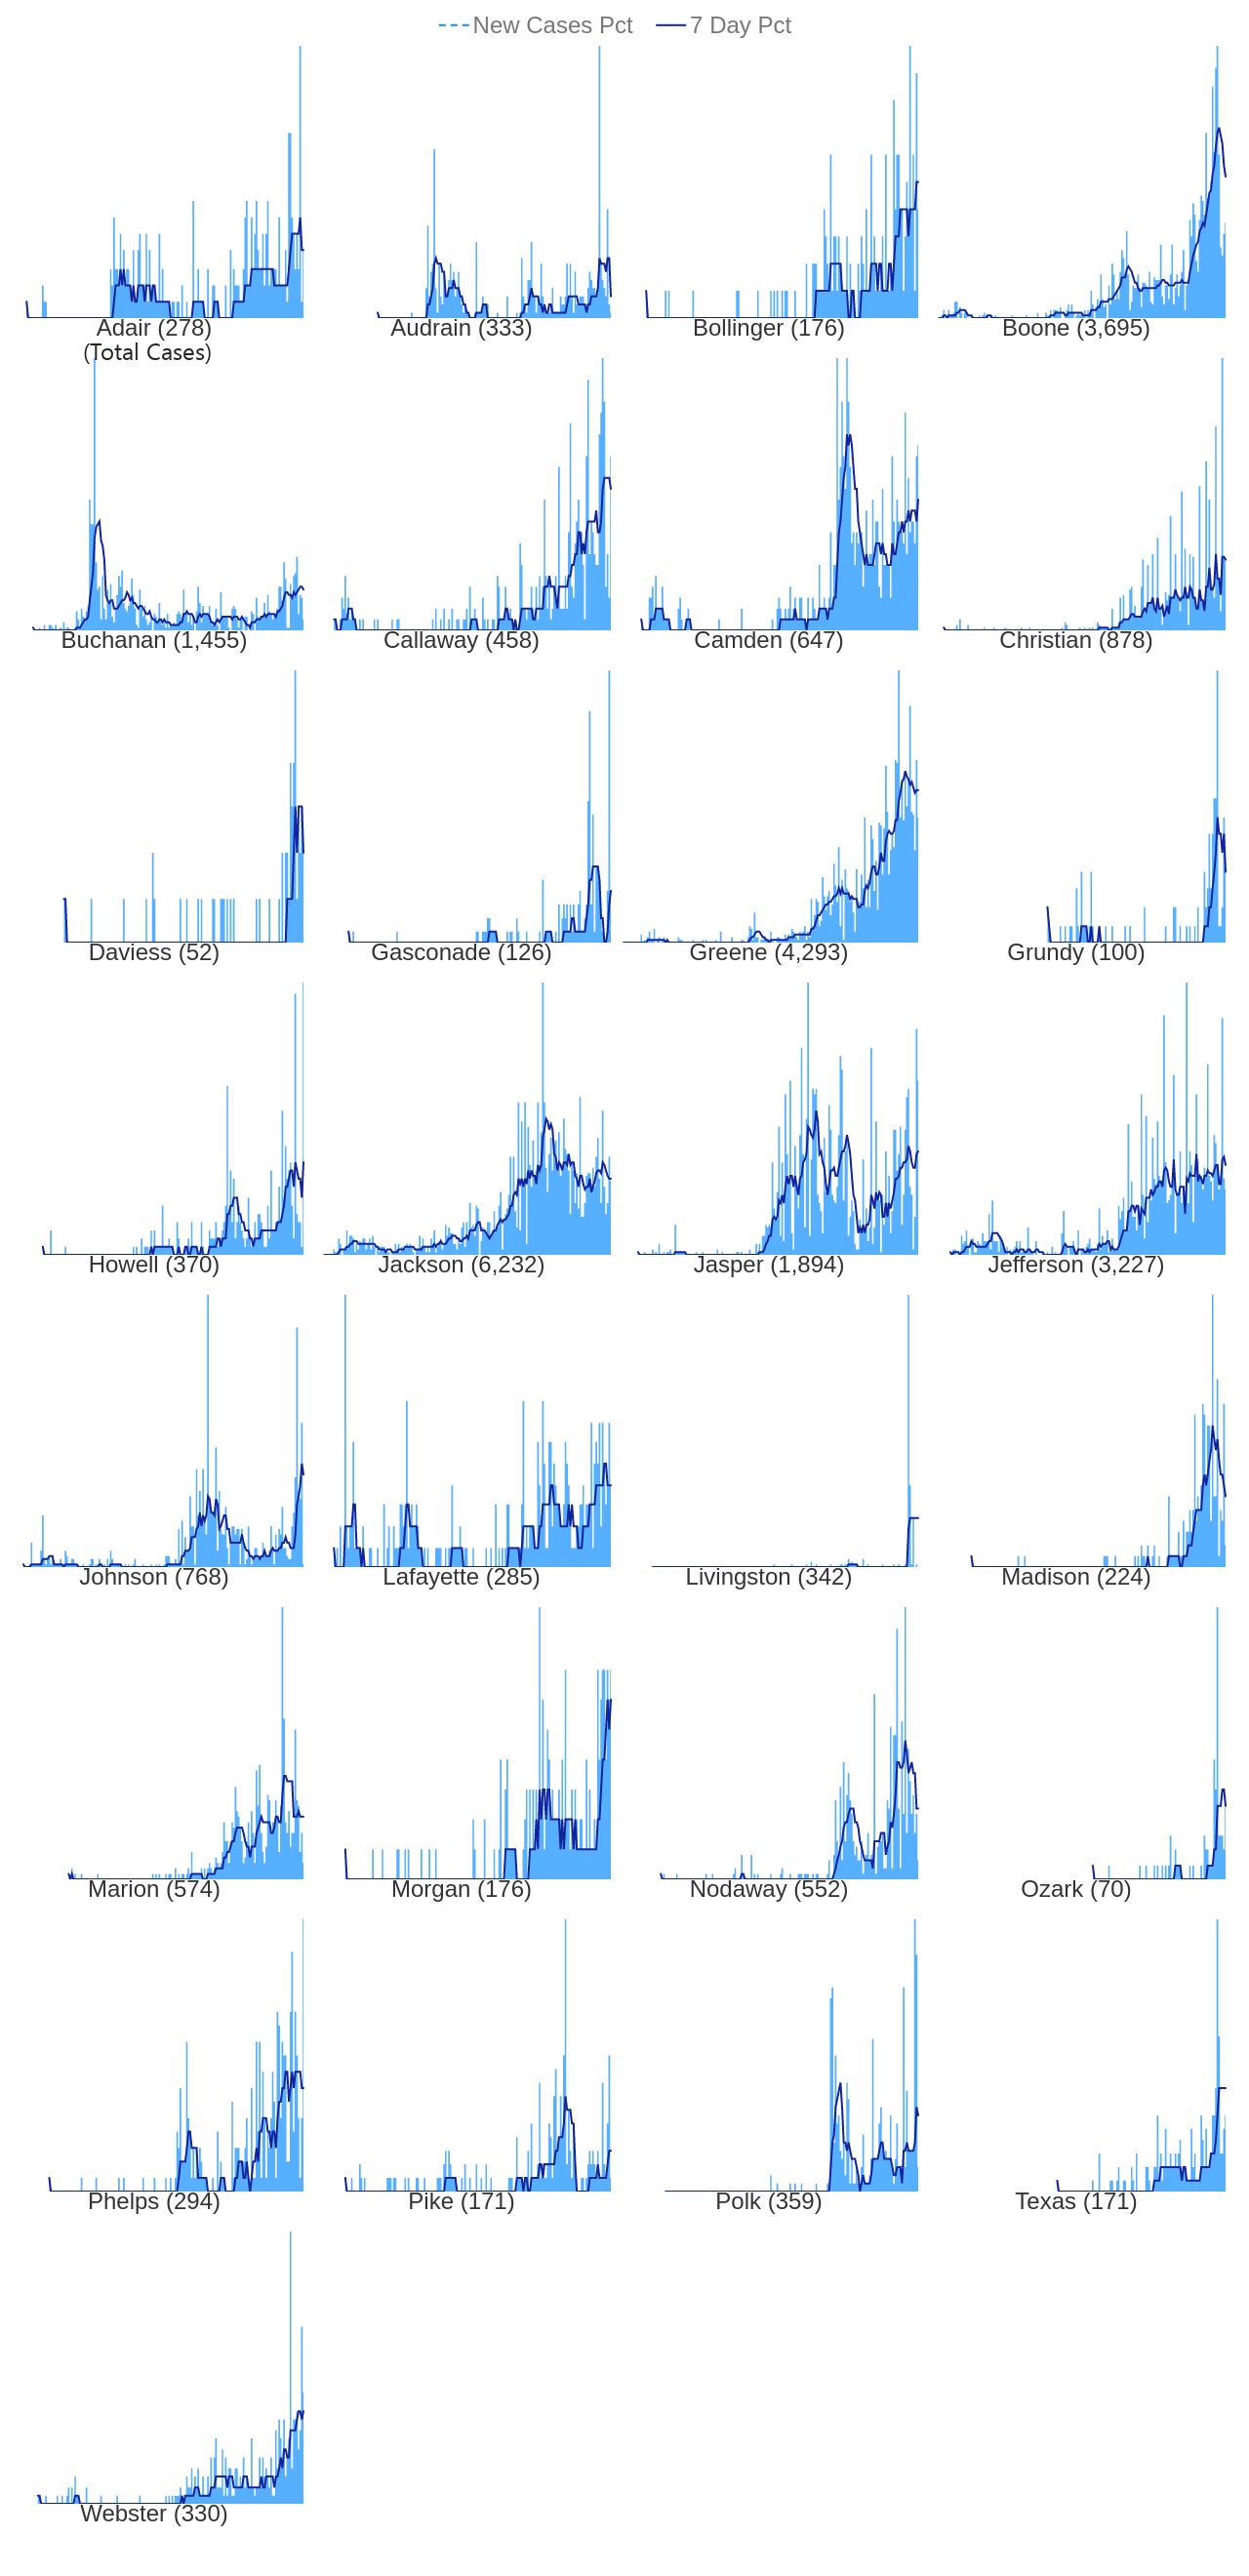 New Cases Pct 7 Day Pct
Adair (278) Audrain (333) Bollinger (176) Boone (3,695)
(Total Cases)
Buchanan (1,455) Callaway (458) Camden (647) Christian (878)
Daviess (52) Gasconade (126) Greene (4,293) Grundy (100)
Howell (370) Jackson (6,232) Jasper (1,894) Jefferson (3,227)
Johnson (768) Lafayette (285) Livingston (342) Madison (224)
Marion (574) Morgan (176) Nodaway (552) Ozark (70)
Phelps (294) Pike (171) Polk (359) Texas (171)
Webster (330)